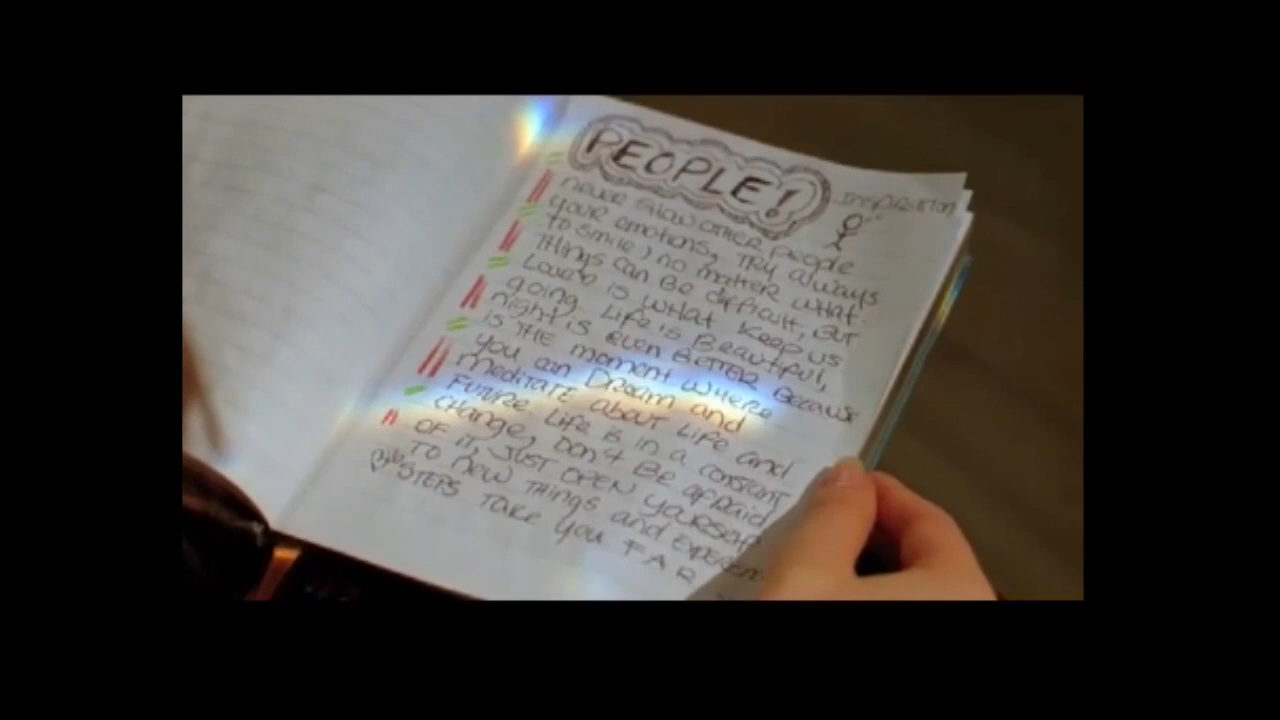 PEOPLE!
Inspiration
never show other people
your emotions, Try always
to smile; no matter what.
Things can be difficult, but
Love is what keep us
going. Life is Beautiful,
night is even BETTER Because
is THE moment where
you can Dream and
Meditate about Life and
Future Life is in a constant
change, Don't Be afraid
of it, JUST OPEN yourself
To new Things and Experience
STEPS Take you FAR